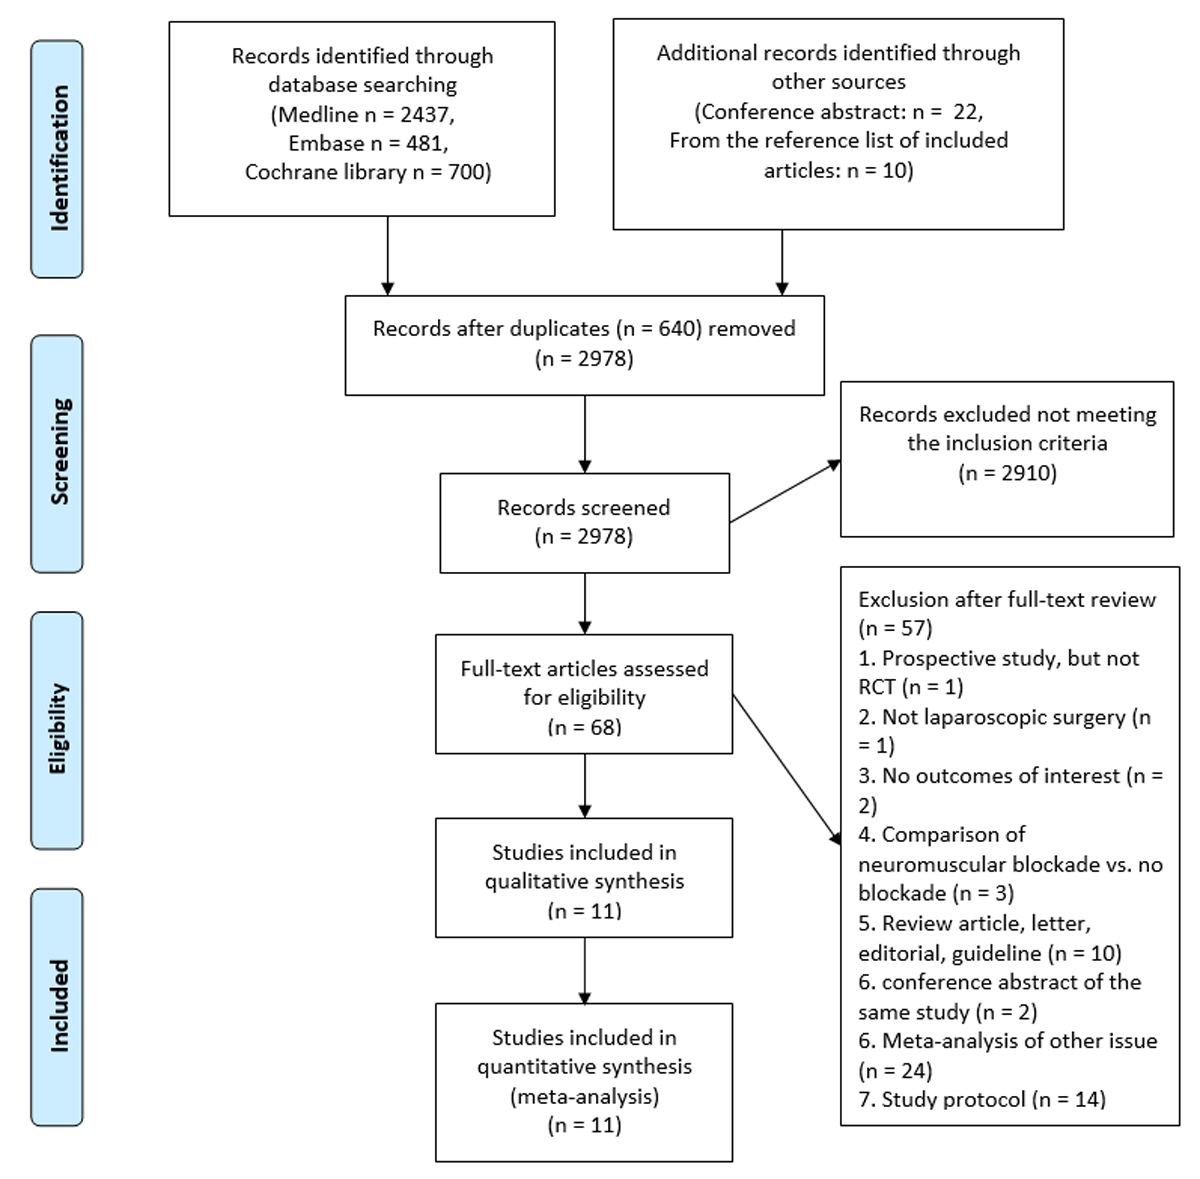 Identification
Records identified through
database searching
(Medline n = 2437,
Embase n = 481,
Cochrane library n = 700)
Additional records identified through
other sources
(Conference abstract: n =  22,
From the reference list of included
articles: n = 10)
Records after duplicates (n = 640) removed
(n = 2978)
Screening
Records screened
(n = 2978)
Records excluded not meeting
the inclusion criteria
(n = 2910)
Eligibility
Full-text articles assessed
for eligibility
(n = 68)
Exclusion after full-text review
(n = 57)
1. Prospective study, but not
RCT (n = 1)
2. Not laparoscopic surgery (n
= 1)
3. No outcomes of interest (n =
2)
4. Comparison of
neuromuscular blockade vs. no
blockade (n = 3)
5. Review article, letter,
editorial, guideline (n = 10)
6. conference abstract of the
same study (n = 2)
6. Meta-analysis of other issue
(n = 24)
7. Study protocol (n = 14)
Studies included in
qualitative synthesis
(n = 11)
Included
Studies included in
quantitative synthesis
(meta-analysis)
(n = 11)